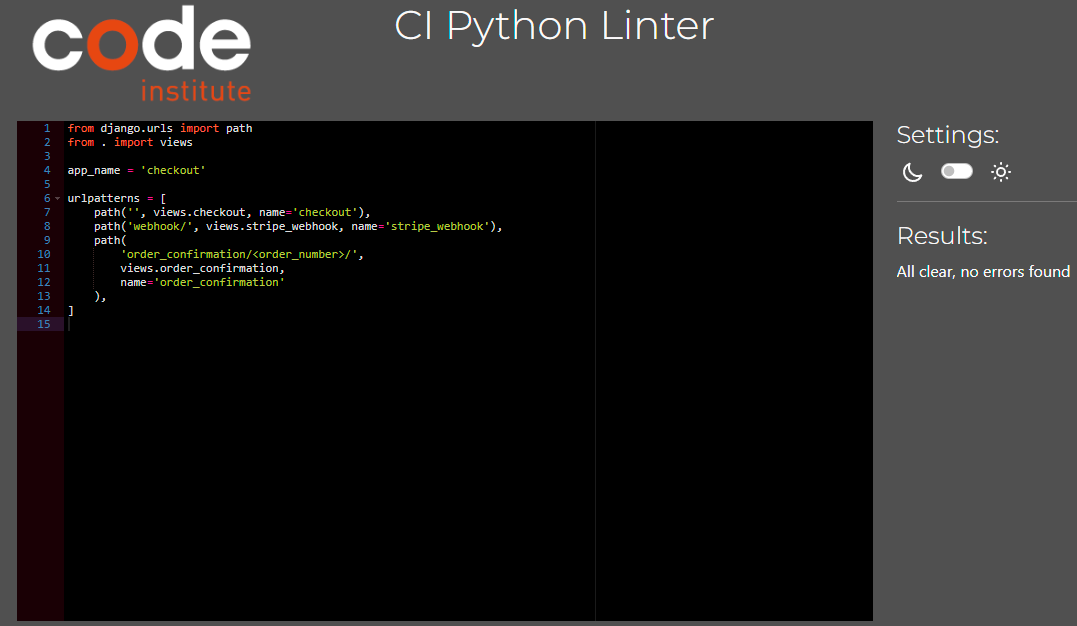 code
institute
CI Python Linter
1 from django.urls import path
2 from . import views
3
4 app_name = 'checkout'
5
6 urlpatterns = [
7     path('', views.checkout, name='checkout'),
8     path('webhook/', views.stripe_webhook, name='stripe_webhook'),
9     path(
10         'order_confirmation/<order_number>/',
11         views.order_confirmation,
12         name='order_confirmation'
13     ),
14 ]
15
Settings:
Results:
All clear, no errors found